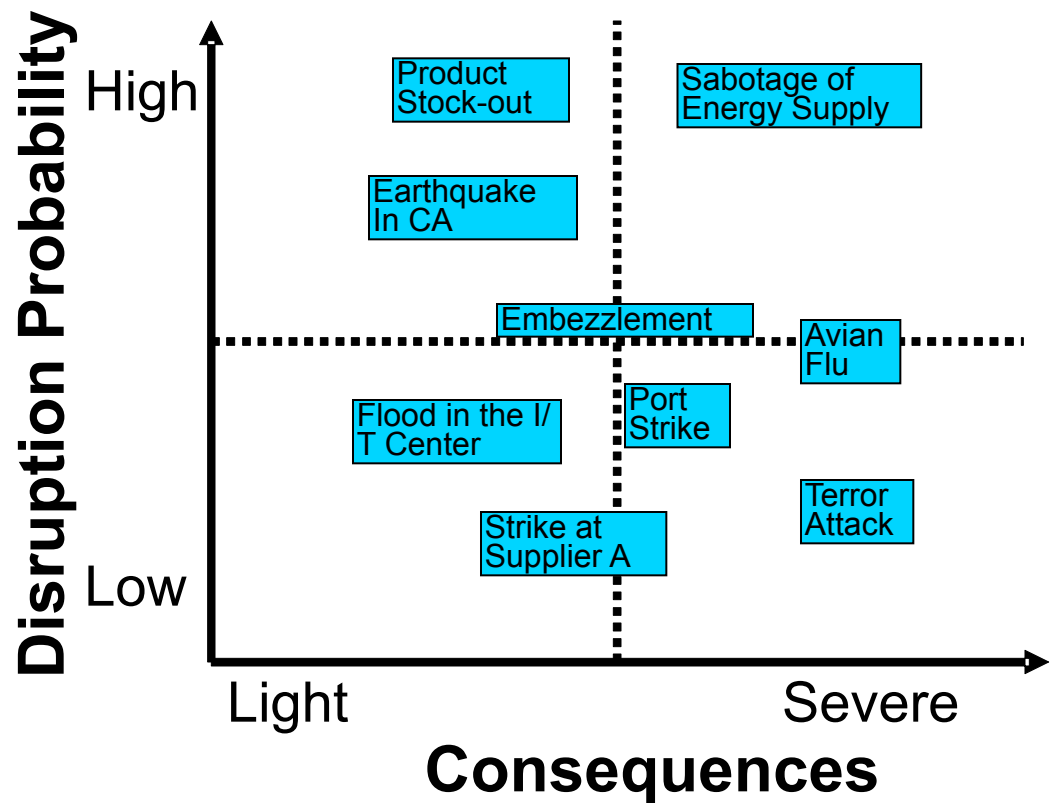 Disruption Probability
High
Low
Product
Stock-out
Sabotage of
Energy Supply
Earthquake
In CA
Embezzlement
Avian
Flu
Port
Strike
Flood in the I/
T Center
Terror
Attack
Strike at
Supplier A
Light
Severe
Consequences